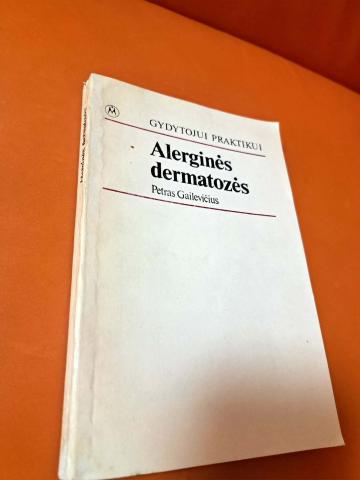 GYDYTOJUI PRAKTIKUI
Alerginės
dermatozės
Petras Gailevičius